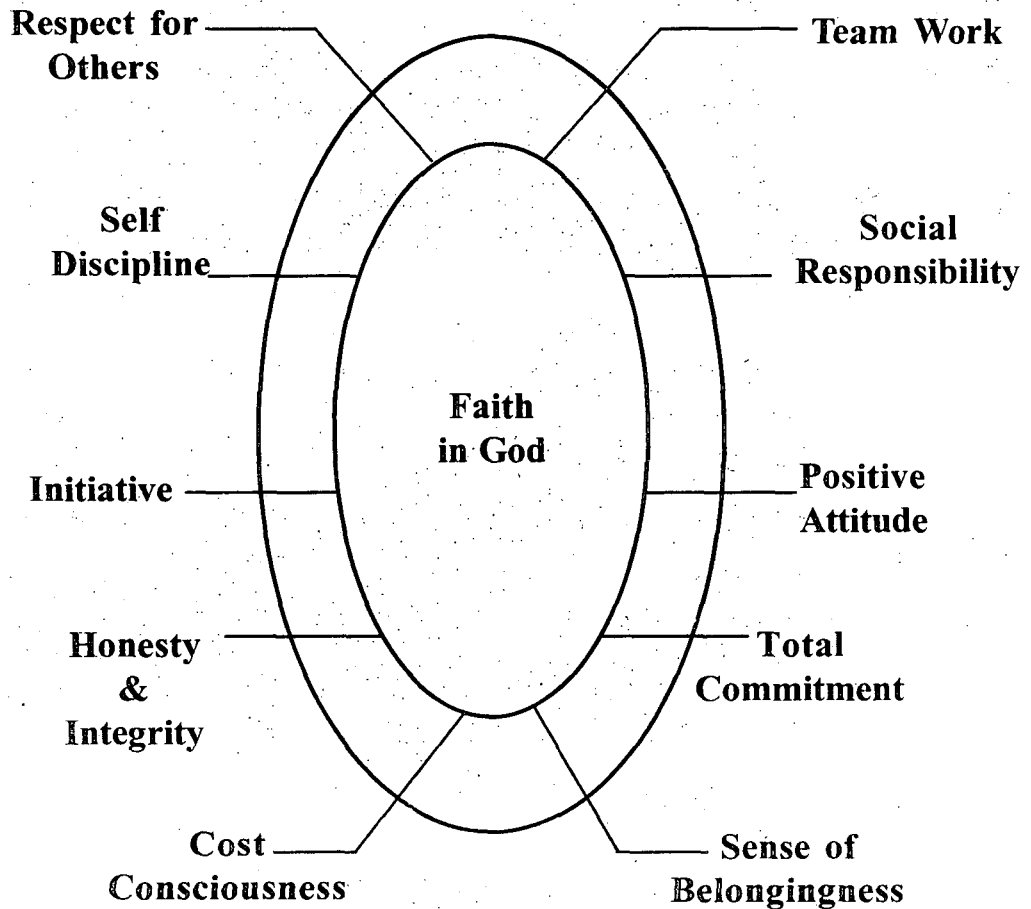 Respect for
Others
Team Work
Self
Discipline
Social
Responsibility
Faith
in God
Initiative
Positive
Attitude
Honesty
&
Integrity
Total
Commitment
Cost
Consciousness
Sense of
Belongingness